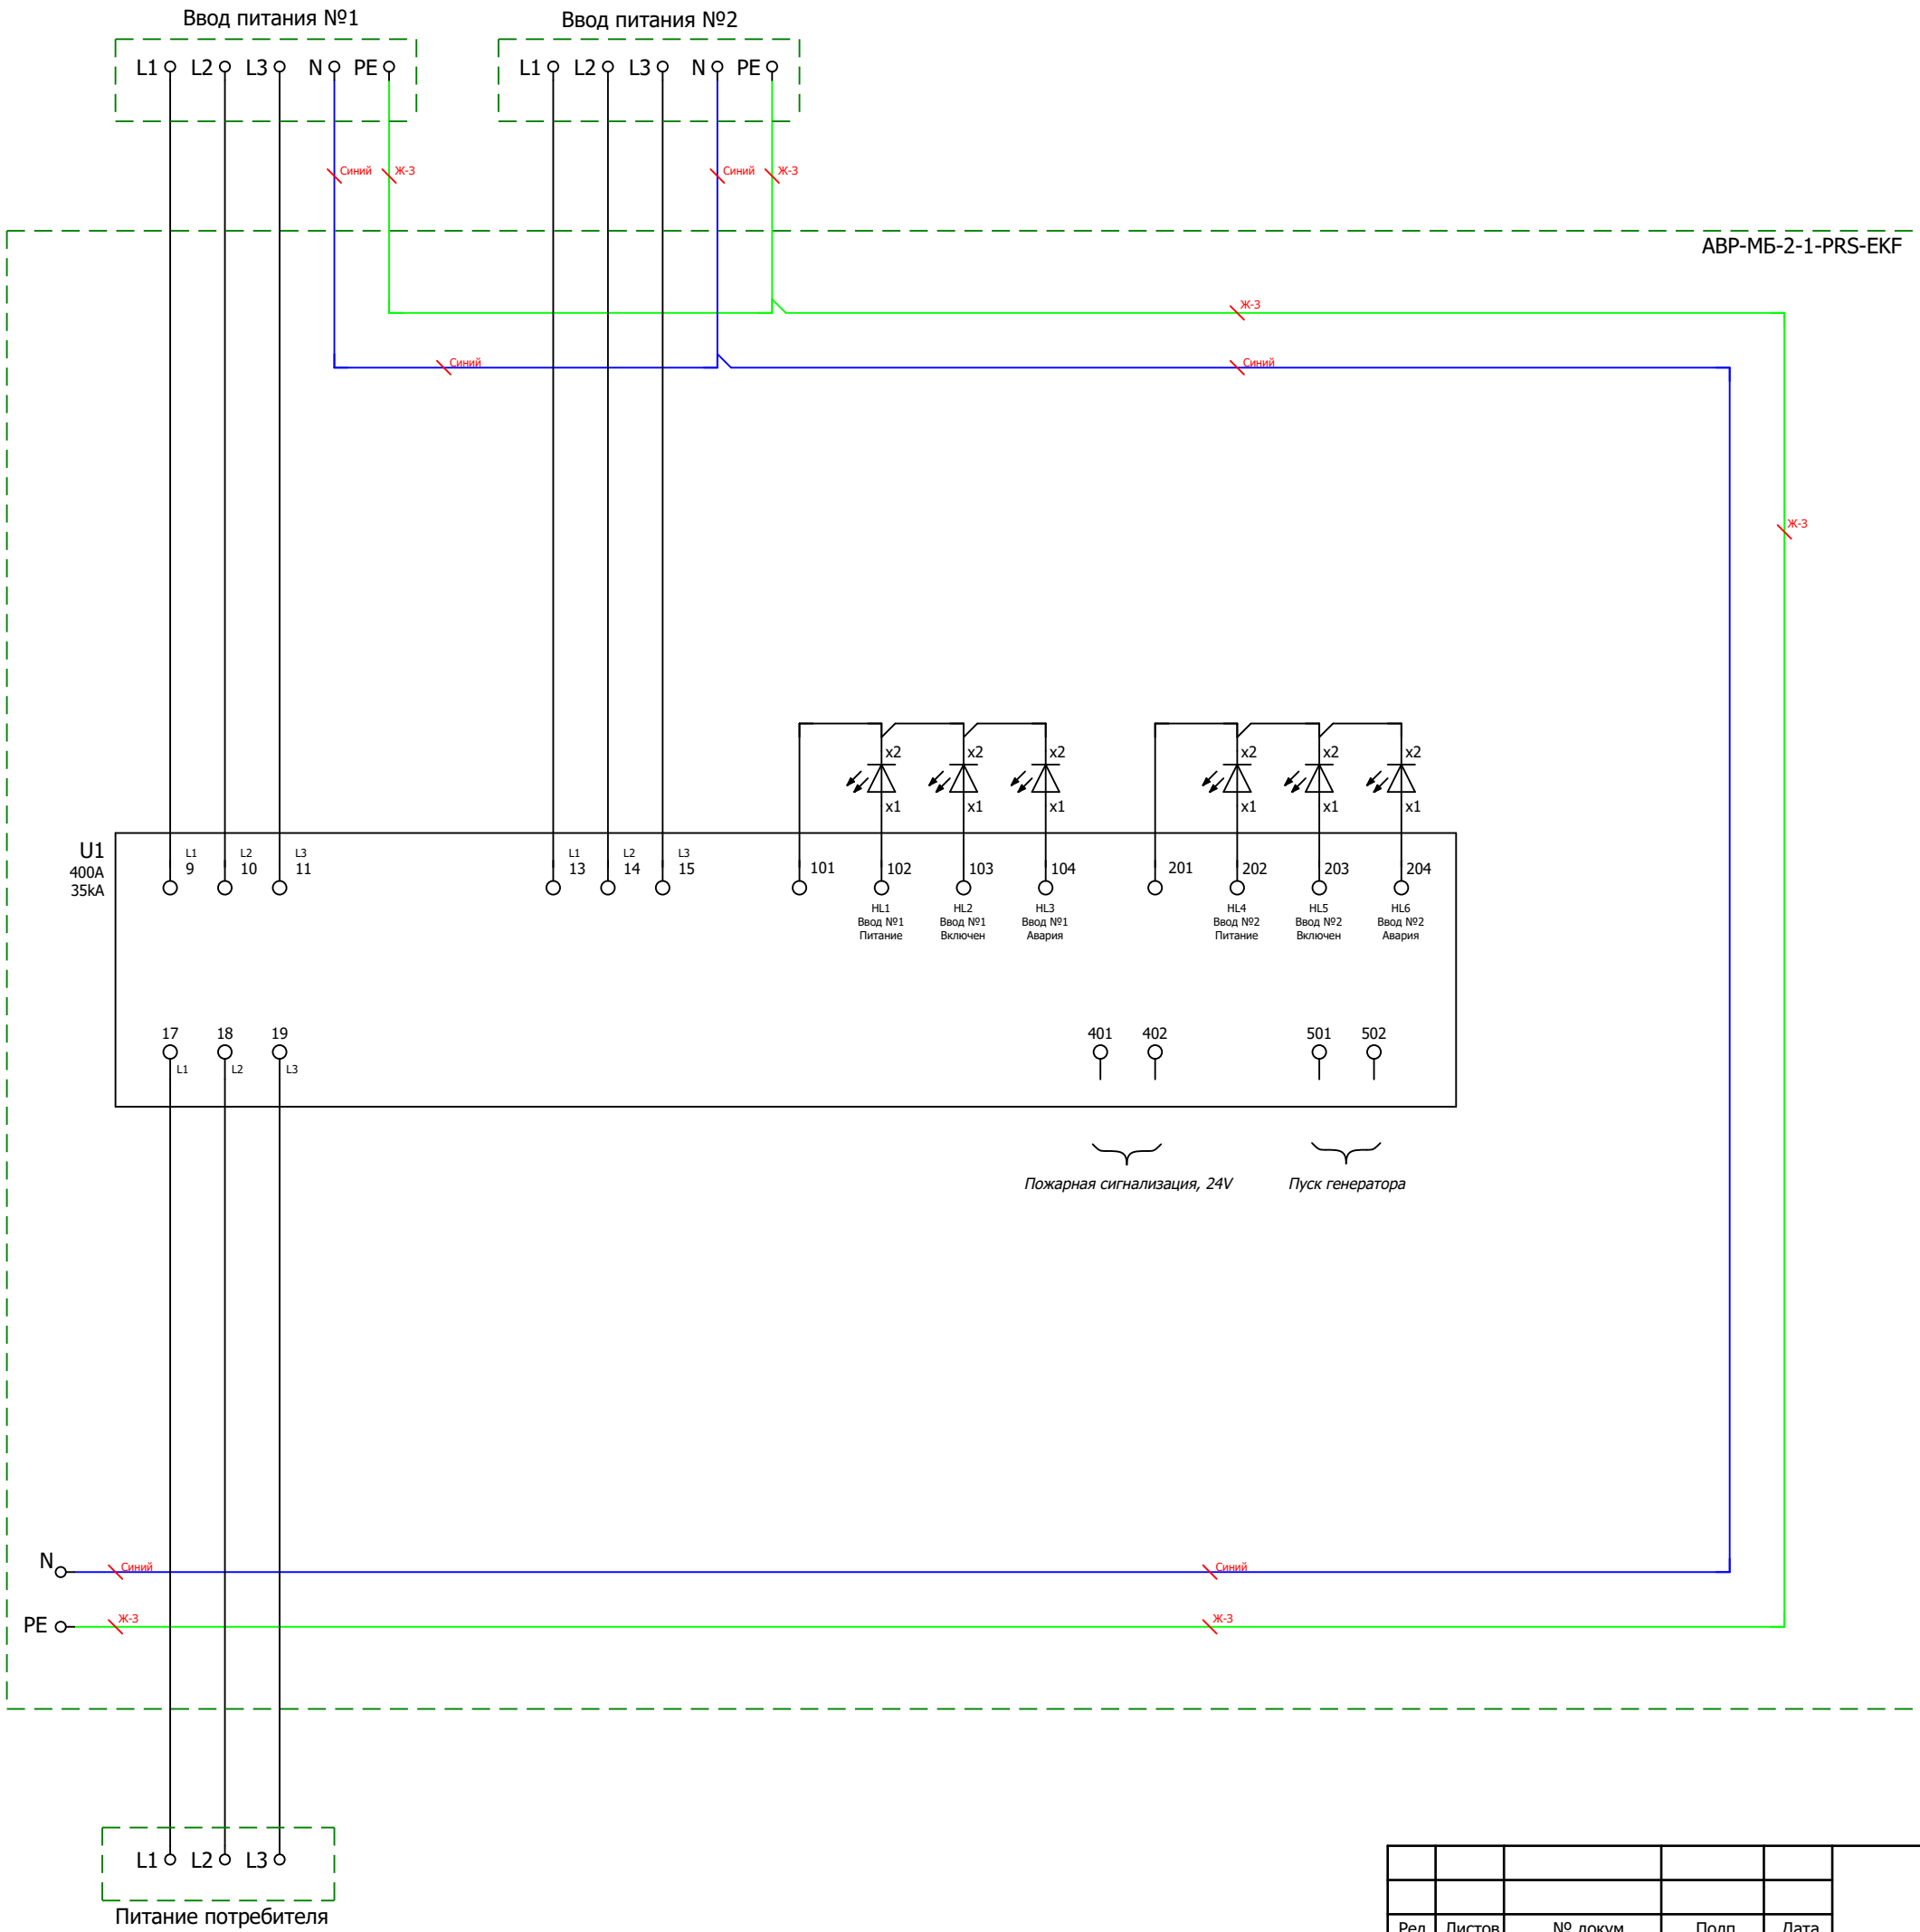 Ввод питания №1
Ввод питания №2
L1 L2 L3 N PE
L1 L2 L3 N PE
Синий Ж-З
Синий Ж-З
АВР-МБ-2-1-PRS-EKF
Ж-З
Синий
Синий
Ж-З
x2 x2 x2 x2 x2 x2
x1 x1 x1 x1 x1 x1
U1
400A
35kA
L1 L2 L3 L1 L2 L3
9 10 11 13 14 15 101 102 103 104 201 202 203 204
HL1
Ввод №1
Питание
HL2
Ввод №1
Включен
HL3
Ввод №1
Авария
HL4
Ввод №2
Питание
HL5
Ввод №2
Включен
HL6
Ввод №2
Авария
17 18 19 401 402 501 502
L1 L2 L3
Пожарная сигнализация, 24V
Пуск генератора
N
Синий
Синий
PE
Ж-З
Ж-З
L1 L2 L3
Питание потребителя
Ред Листов № докум Подп Дата